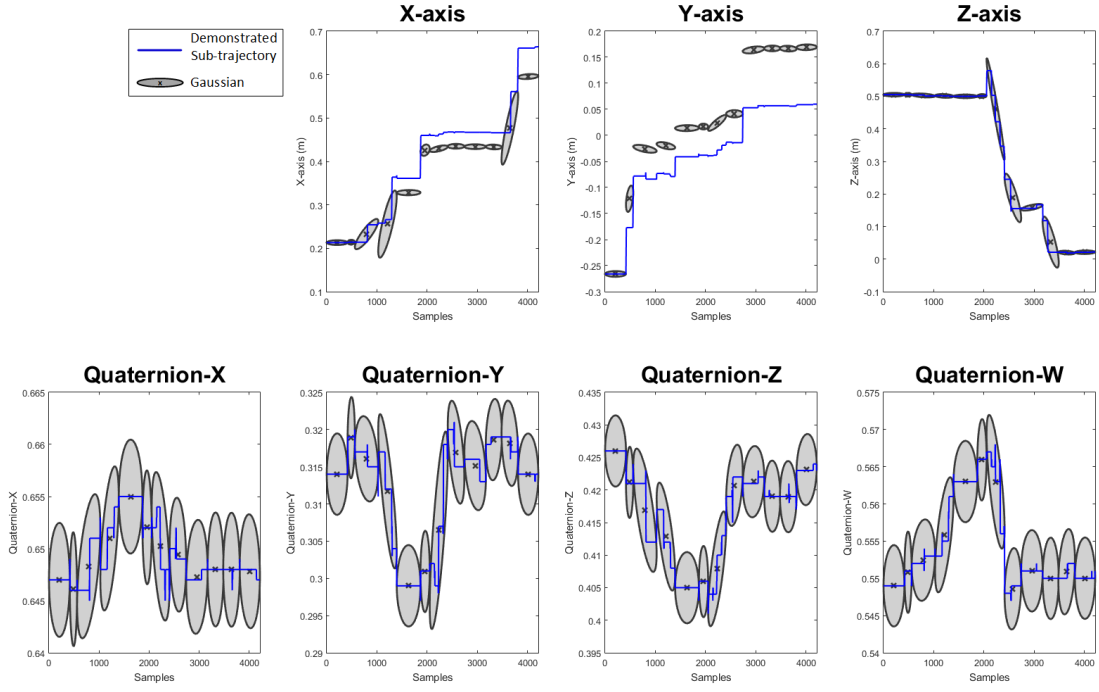 X-axis
Y-axis
Z-axis
Demonstrated
Sub-trajectory
Gaussian
0.7
0.6
0.5
0.4
0.3
0.2
0.1
X-axis (m)
0 1000 2000 3000 4000
Samples
0.2
0.15
0.1
0.05
0
-0.05
-0.1
-0.15
-0.2
-0.25
-0.3
Y-axis (m)
0 1000 2000 3000 4000
Samples
0.7
0.6
0.5
0.4
0.3
0.2
0.1
0
-0.1
Z-axis (m)
0 1000 2000 3000 4000
Samples
Quaternion-X
Quaternion-Y
Quaternion-Z
Quaternion-W
0.665
0.66
0.655
0.65
0.645
0.64
Quaternion-X
0 1000 2000 3000 4000
Samples
0.325
0.32
0.315
0.31
0.305
0.3
0.295
0.29
Quaternion-Y
0 1000 2000 3000 4000
Samples
0.435
0.43
0.425
0.42
0.415
0.41
0.405
0.4
0.395
Quaternion-Z
0 1000 2000 3000 4000
Samples
0.575
0.57
0.565
0.56
0.555
0.55
0.545
0.54
Quaternion-W
0 1000 2000 3000 4000
Samples